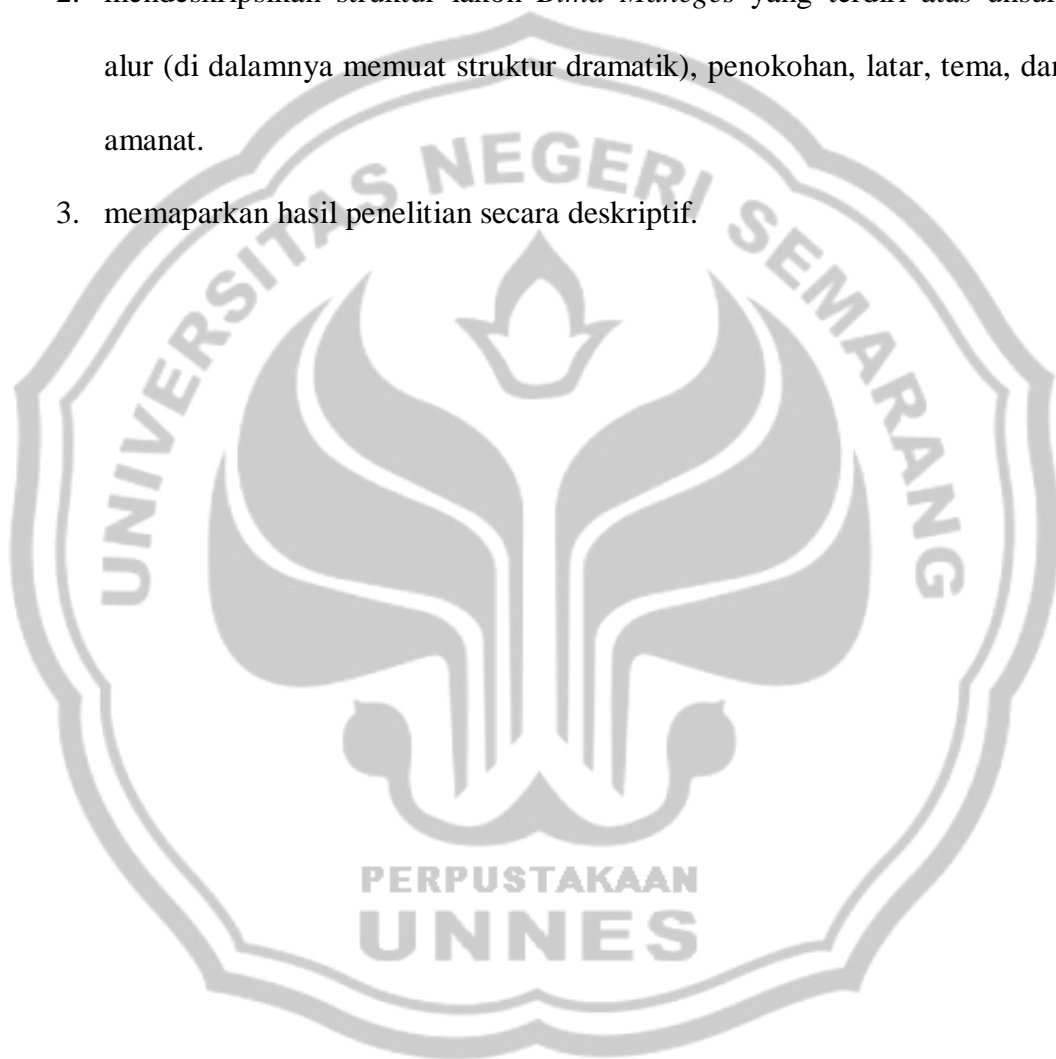 2. mendeskripsikan struktur lakon Bima Maneges yang terdiri atas unsur
alur (di dalamnya memuat struktur dramatik), penokohan, latar, tema, dan
amanat.
3. memaparkan hasil penelitian secara deskriptif.
UNIVERSITAS NEGERI SEMARANG
PERPUSTAKAAN
UNNES